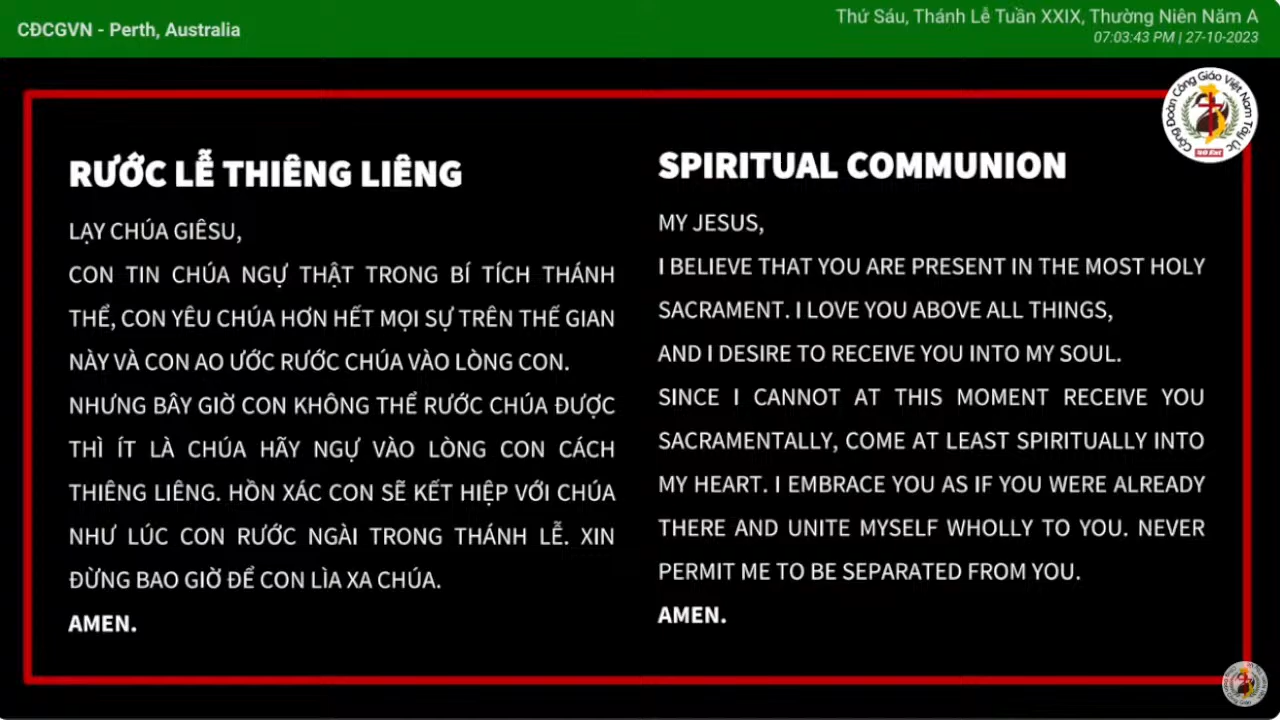 CĐCGVN - Perth, Australia
Thứ Sáu, Thánh Lễ Tuần XXIX, Thường Niên Năm A
07:03:43 PM | 27-10-2023
Cộng Đoàn Công Giáo Việt Nam Tây Úc
RƯỚC LỄ THIÊNG LIÊNG
LẠY CHÚA GIÊSU,
CON TIN CHÚA NGỰ THẬT TRONG BÍ TÍCH THÁNH
THỂ, CON YÊU CHÚA HƠN HẾT MỌI SỰ TRÊN THẾ GIAN
NÀY VÀ CON AO ƯỚC RƯỚC CHÚA VÀO LÒNG CON.
NHƯNG BÂY GIỜ CON KHÔNG THỂ RƯỚC CHÚA ĐƯỢC
THÌ ÍT LÀ CHÚA HÃY NGỰ VÀO LÒNG CON CÁCH
THIÊNG LIÊNG. HỒN XÁC CON SẼ KẾT HIỆP VỚI CHÚA
NHƯ LÚC CON RƯỚC NGÀI TRONG THÁNH LỄ. XIN
ĐỪNG BAO GIỜ ĐỂ CON LÌA XA CHÚA.
AMEN.
SPIRITUAL COMMUNION
MY JESUS,
I BELIEVE THAT YOU ARE PRESENT IN THE MOST HOLY
SACRAMENT. I LOVE YOU ABOVE ALL THINGS,
AND I DESIRE TO RECEIVE YOU INTO MY SOUL.
SINCE I CANNOT AT THIS MOMENT RECEIVE YOU
SACRAMENTALLY, COME AT LEAST SPIRITUALLY INTO
MY HEART. I EMBRACE YOU AS IF YOU WERE ALREADY
THERE AND UNITE MYSELF WHOLLY TO YOU. NEVER
PERMIT ME TO BE SEPARATED FROM YOU.
AMEN.